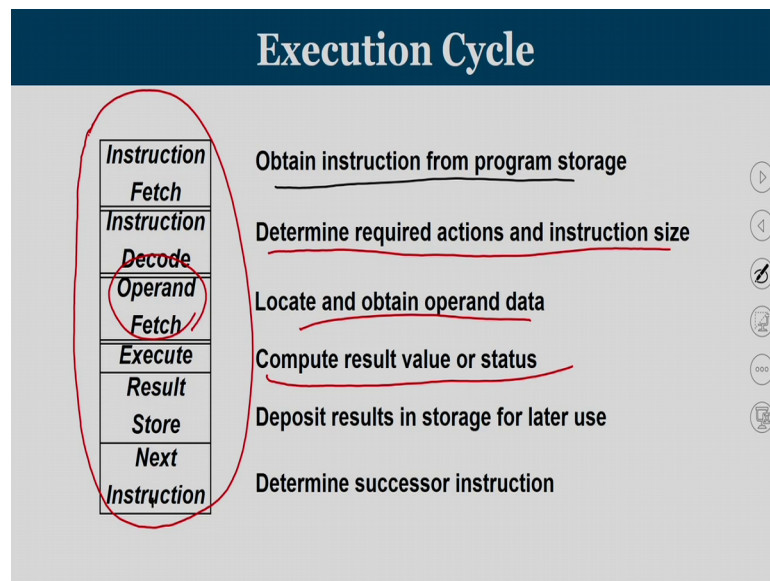 Execution Cycle
Instruction
Fetch
Obtain instruction from program storage
Instruction
Decode
Determine required actions and instruction size
Operand
Fetch
Locate and obtain operand data
Execute
Compute result value or status
Result
Store
Deposit results in storage for later use
Next
Instruction
Determine successor instruction